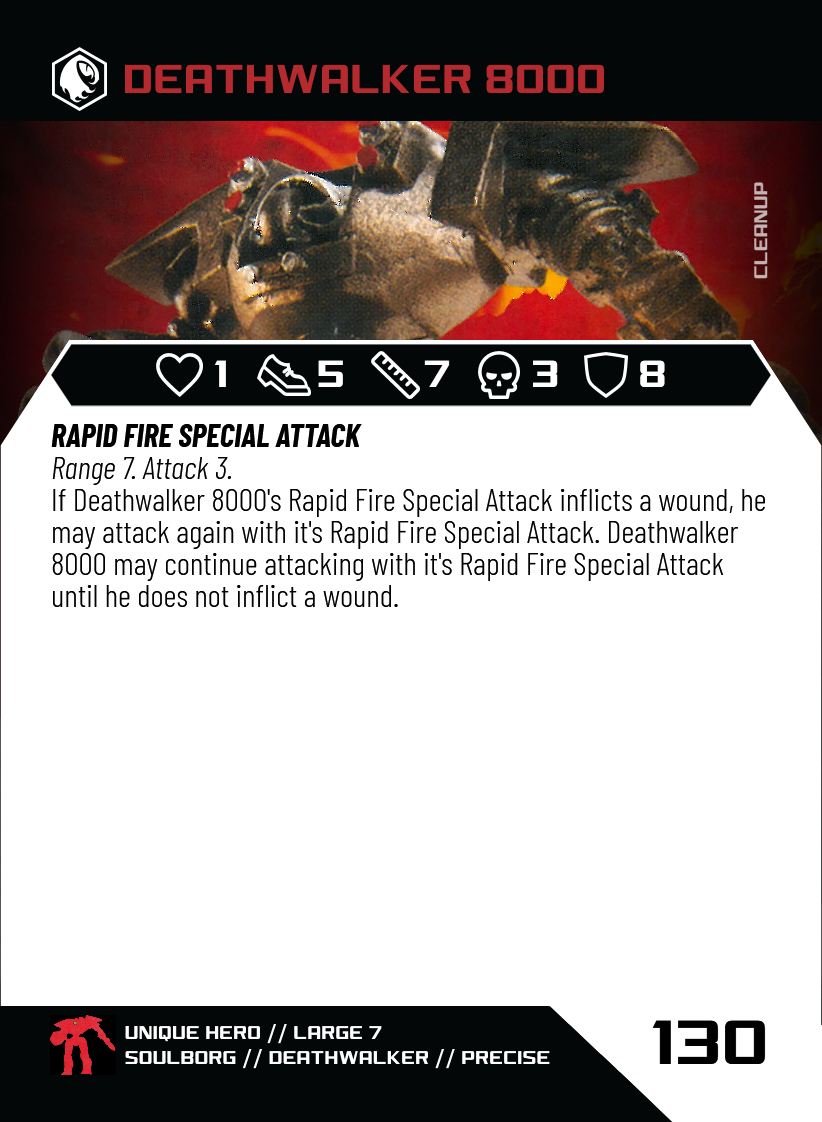 DEATHWALKER 8000
CLEANUP
1 5 7 3 8
RAPID FIRE SPECIAL ATTACK
Range 7. Attack 3.
If Deathwalker 8000's Rapid Fire Special Attack inflicts a wound, he
may attack again with it's Rapid Fire Special Attack. Deathwalker
8000 may continue attacking with it's Rapid Fire Special Attack
until he does not inflict a wound.
UNIQUE HERO // LARGE 7
SOULBORG // DEATHWALKER // PRECISE
130